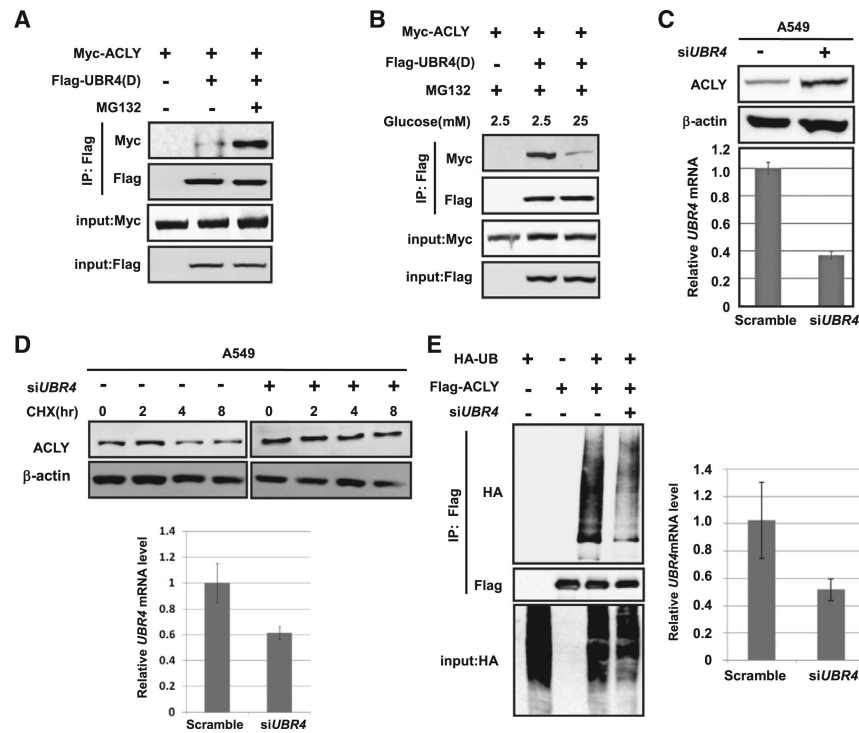 A
Myc-ACLY + + +
Flag-UBR4(D) - + +
MG132 - - +
IP: Flag
Myc
Flag
input:Myc
input:Flag
B
Myc-ACLY + + +
Flag-UBR4(D) - + +
MG132 + + +
Glucose(mM) 2.5 2.5 25
IP: Flag
Myc
Flag
input:Myc
input:Flag
C
A549
siUBR4 - +
ACLY
β-actin
Relative UBR4 mRNA
1.2
1.0
0.8
0.6
0.4
0.2
0
Scramble siUBR4
D
A549
siUBR4 - - - - + + + +
CHX(hr) 0 2 4 8 0 2 4 8
ACLY
β-actin
Relative UBR4 mRNA level
1.4
1.2
1
0.8
0.6
0.4
0.2
0
Scramble siUBR4
E
HA-UB + - + +
Flag-ACLY - + + +
siUBR4 - - - +
IP: Flag
HA
Flag
input:HA
Relative UBR4mRNA level
1.4
1.2
1.0
0.8
0.6
0.4
0.2
0
Scramble siUBR4